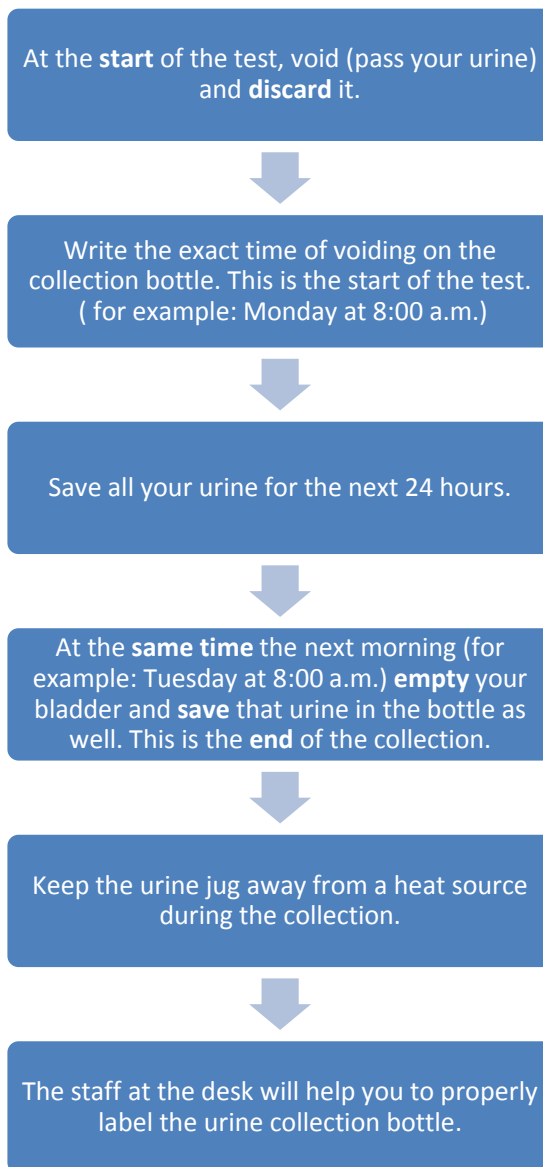 At the start of the test, void (pass your urine)
and discard it.
Write the exact time of voiding on the
collection bottle. This is the start of the test.
( for example: Monday at 8:00 a.m.)
Save all your urine for the next 24 hours.
At the same time the next morning (for
example: Tuesday at 8:00 a.m.) empty your
bladder and save that urine in the bottle as
well. This is the end of the collection.
Keep the urine jug away from a heat source
during the collection.
The staff at the desk will help you to properly
label the urine collection bottle.